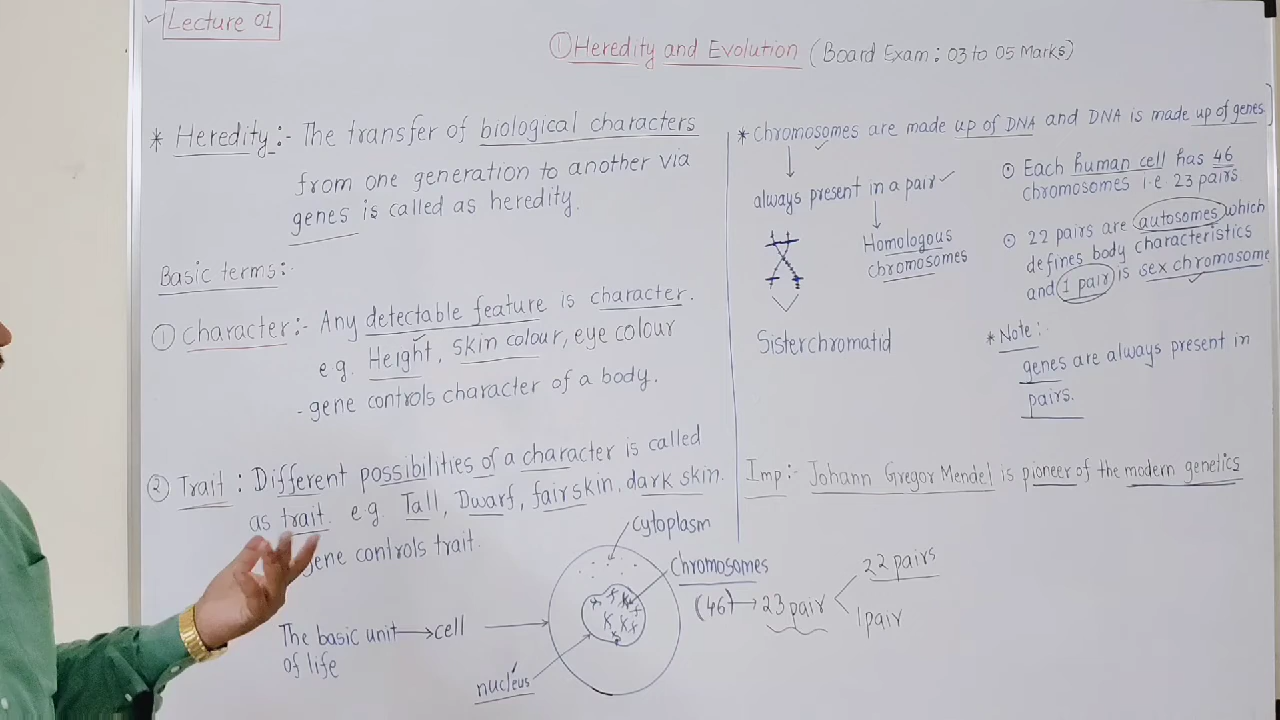 Lecture 01
① Heredity and Evolution (Board Exam: 03 to 05 Marks)
* Heredity :- The transfer of biological characters
from one generation to another via
genes is called as heredity.
Basic terms:-
① Character:- Any detectable feature is character.
e g. Height, skin colour, eye colour
- gene controls character of a body.
② Trait : Different possibilities of a character is called
as trait. e g. Tall, Dwarf, fair skin, dark skin.
gene controls trait.
The basic unit → cell
of life
nucleus
cytoplasm
Chromosomes
(46) → 23 pair
22 pairs
1 pair
* chromosomes are made up of DNA and DNA is made up of genes]
always present in a pair ✓
Homologous
chromosomes
Sisterchromatid
⊙ Each human cell has 46
chromosomes i.e 23 pairs
⊙ 22 pairs are autosomes which
defines body characteristics
and 1 pair is sex chromosome
* Note :-
genes are always present in
pairs.
Imp:- Johann Gregor Mendel is pioneer of the modern genetics